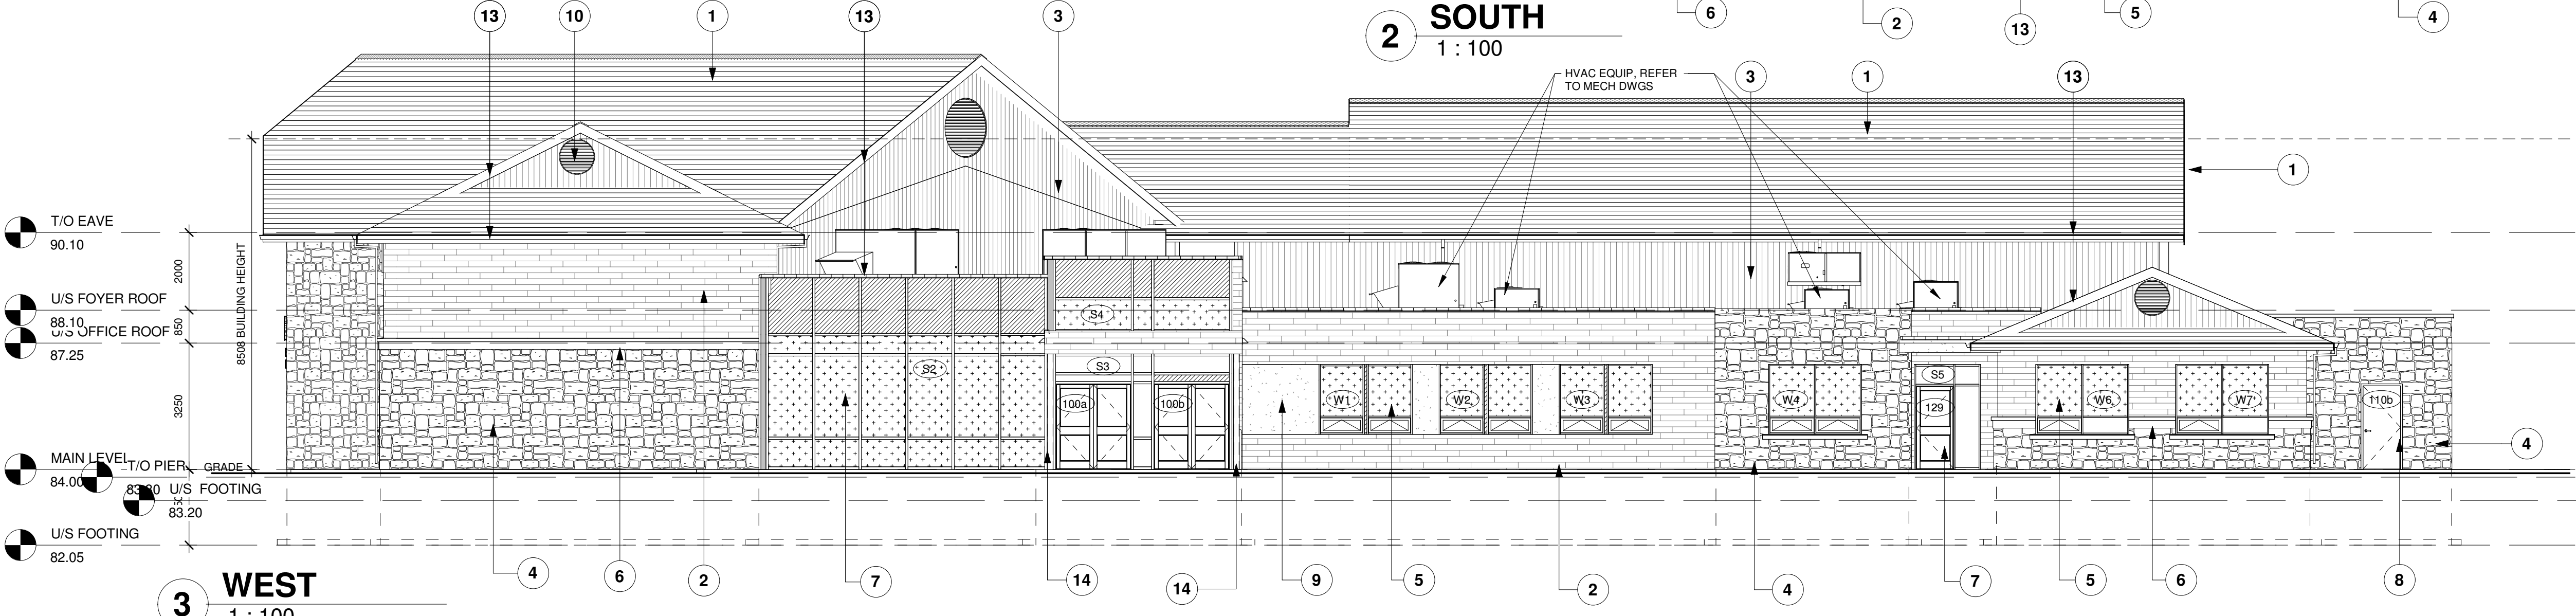 13
10
1
13
3
2
SOUTH
1 : 100
6
2
13
5
4
HVAC EQUIP, REFER
TO MECH DWGS
3
1
13
1
T/O EAVE
90.10
U/S FOYER ROOF
88.10
U/S OFFICE ROOF
87.25
MAIN LEVEL
84.00
T/O PIER
GRADE
U/S FOOTING
83.20
U/S FOOTING
82.05
2000
850
3250
8508 BUILDING HEIGHT
S4
S2
S3
100a
100b
W1
W2
W3
W4
S5
129
W6
W7
110b
4
4
6
2
7
14
14
9
5
2
4
7
5
6
8
3
WEST
1 : 100